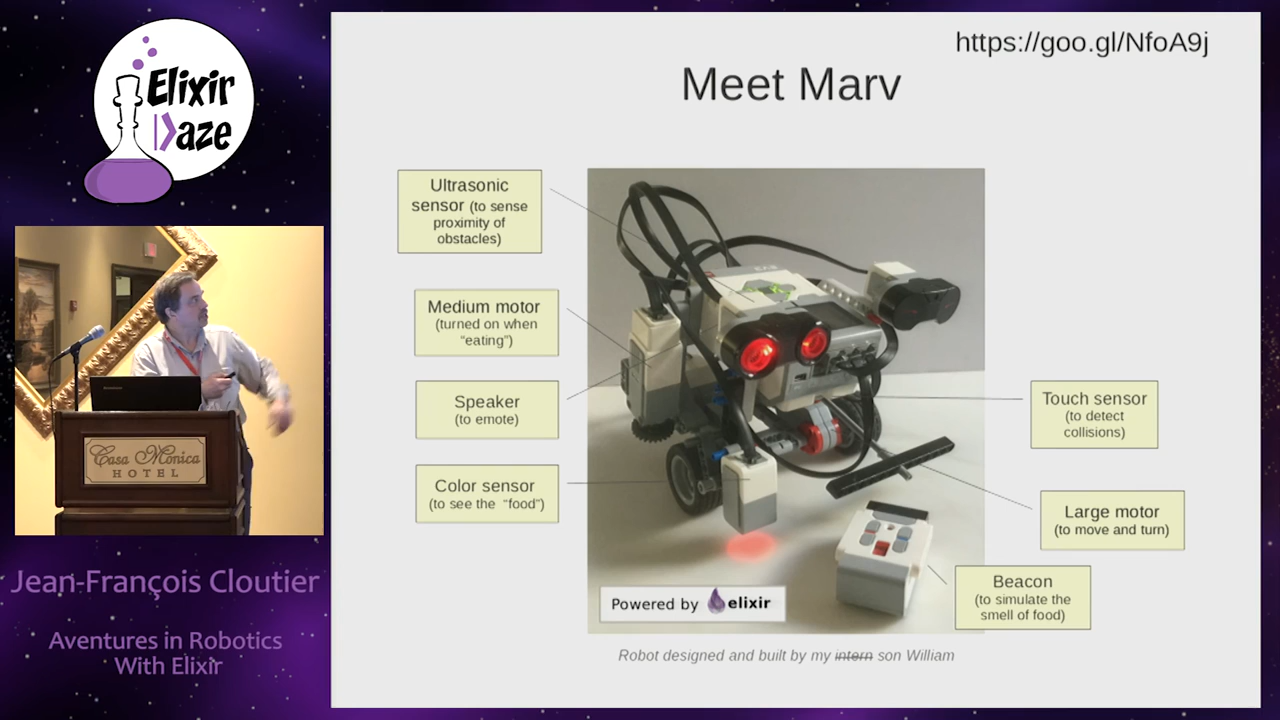 Elixir
Daze
https://goo.gl/NfoA9j
Meet Marv
Ultrasonic
sensor (to sense
proximity of
obstacles)
Medium motor
(turned on when
"eating")
Speaker
(to emote)
Color sensor
(to see the "food")
Touch sensor
(to detect
collisions)
Large motor
(to move and turn)
Beacon
(to simulate the
smell of food)
Powered by elixir
Robot designed and built by my intern son William
Casa Monica
HOTEL
Jean-François Cloutier
Aventures in Robotics
With Elixir